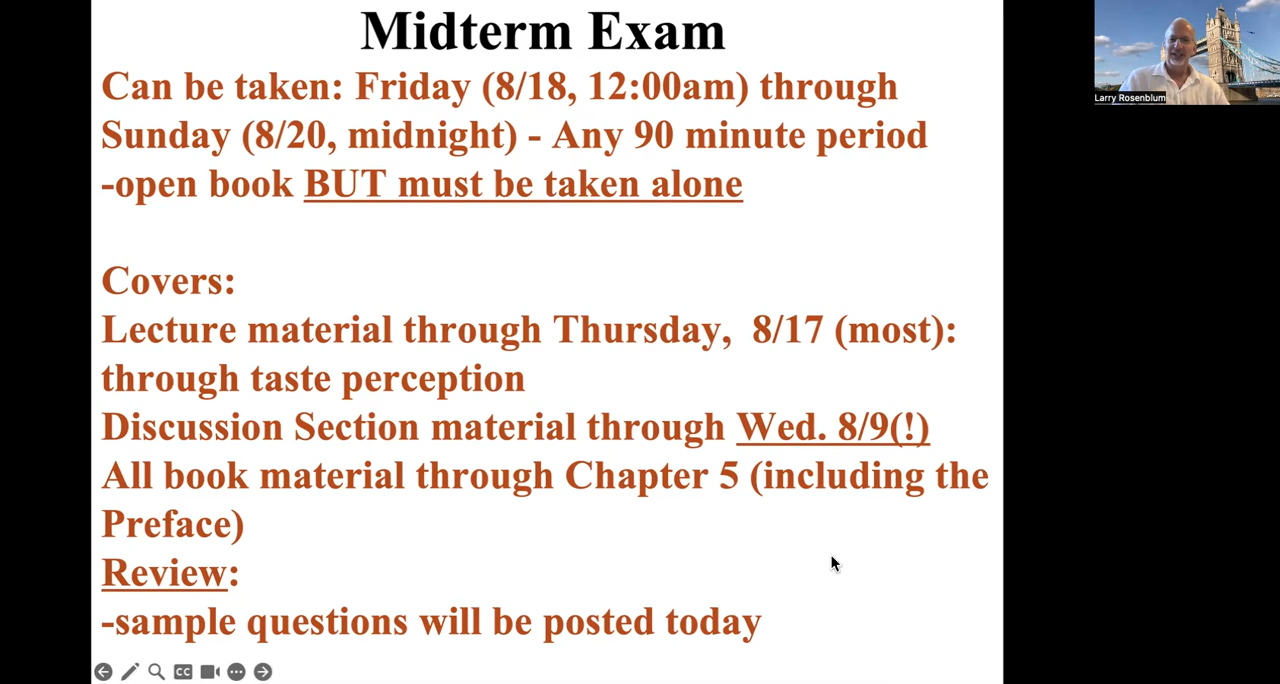 Midterm Exam
Can be taken: Friday (8/18, 12:00am) through
Sunday (8/20, midnight) - Any 90 minute period
-open book BUT must be taken alone
Covers:
Lecture material through Thursday, 8/17 (most):
through taste perception
Discussion Section material through Wed. 8/9(!)
All book material through Chapter 5 (including the
Preface)
Review:
-sample questions will be posted today
CC
Larry Rosenblum